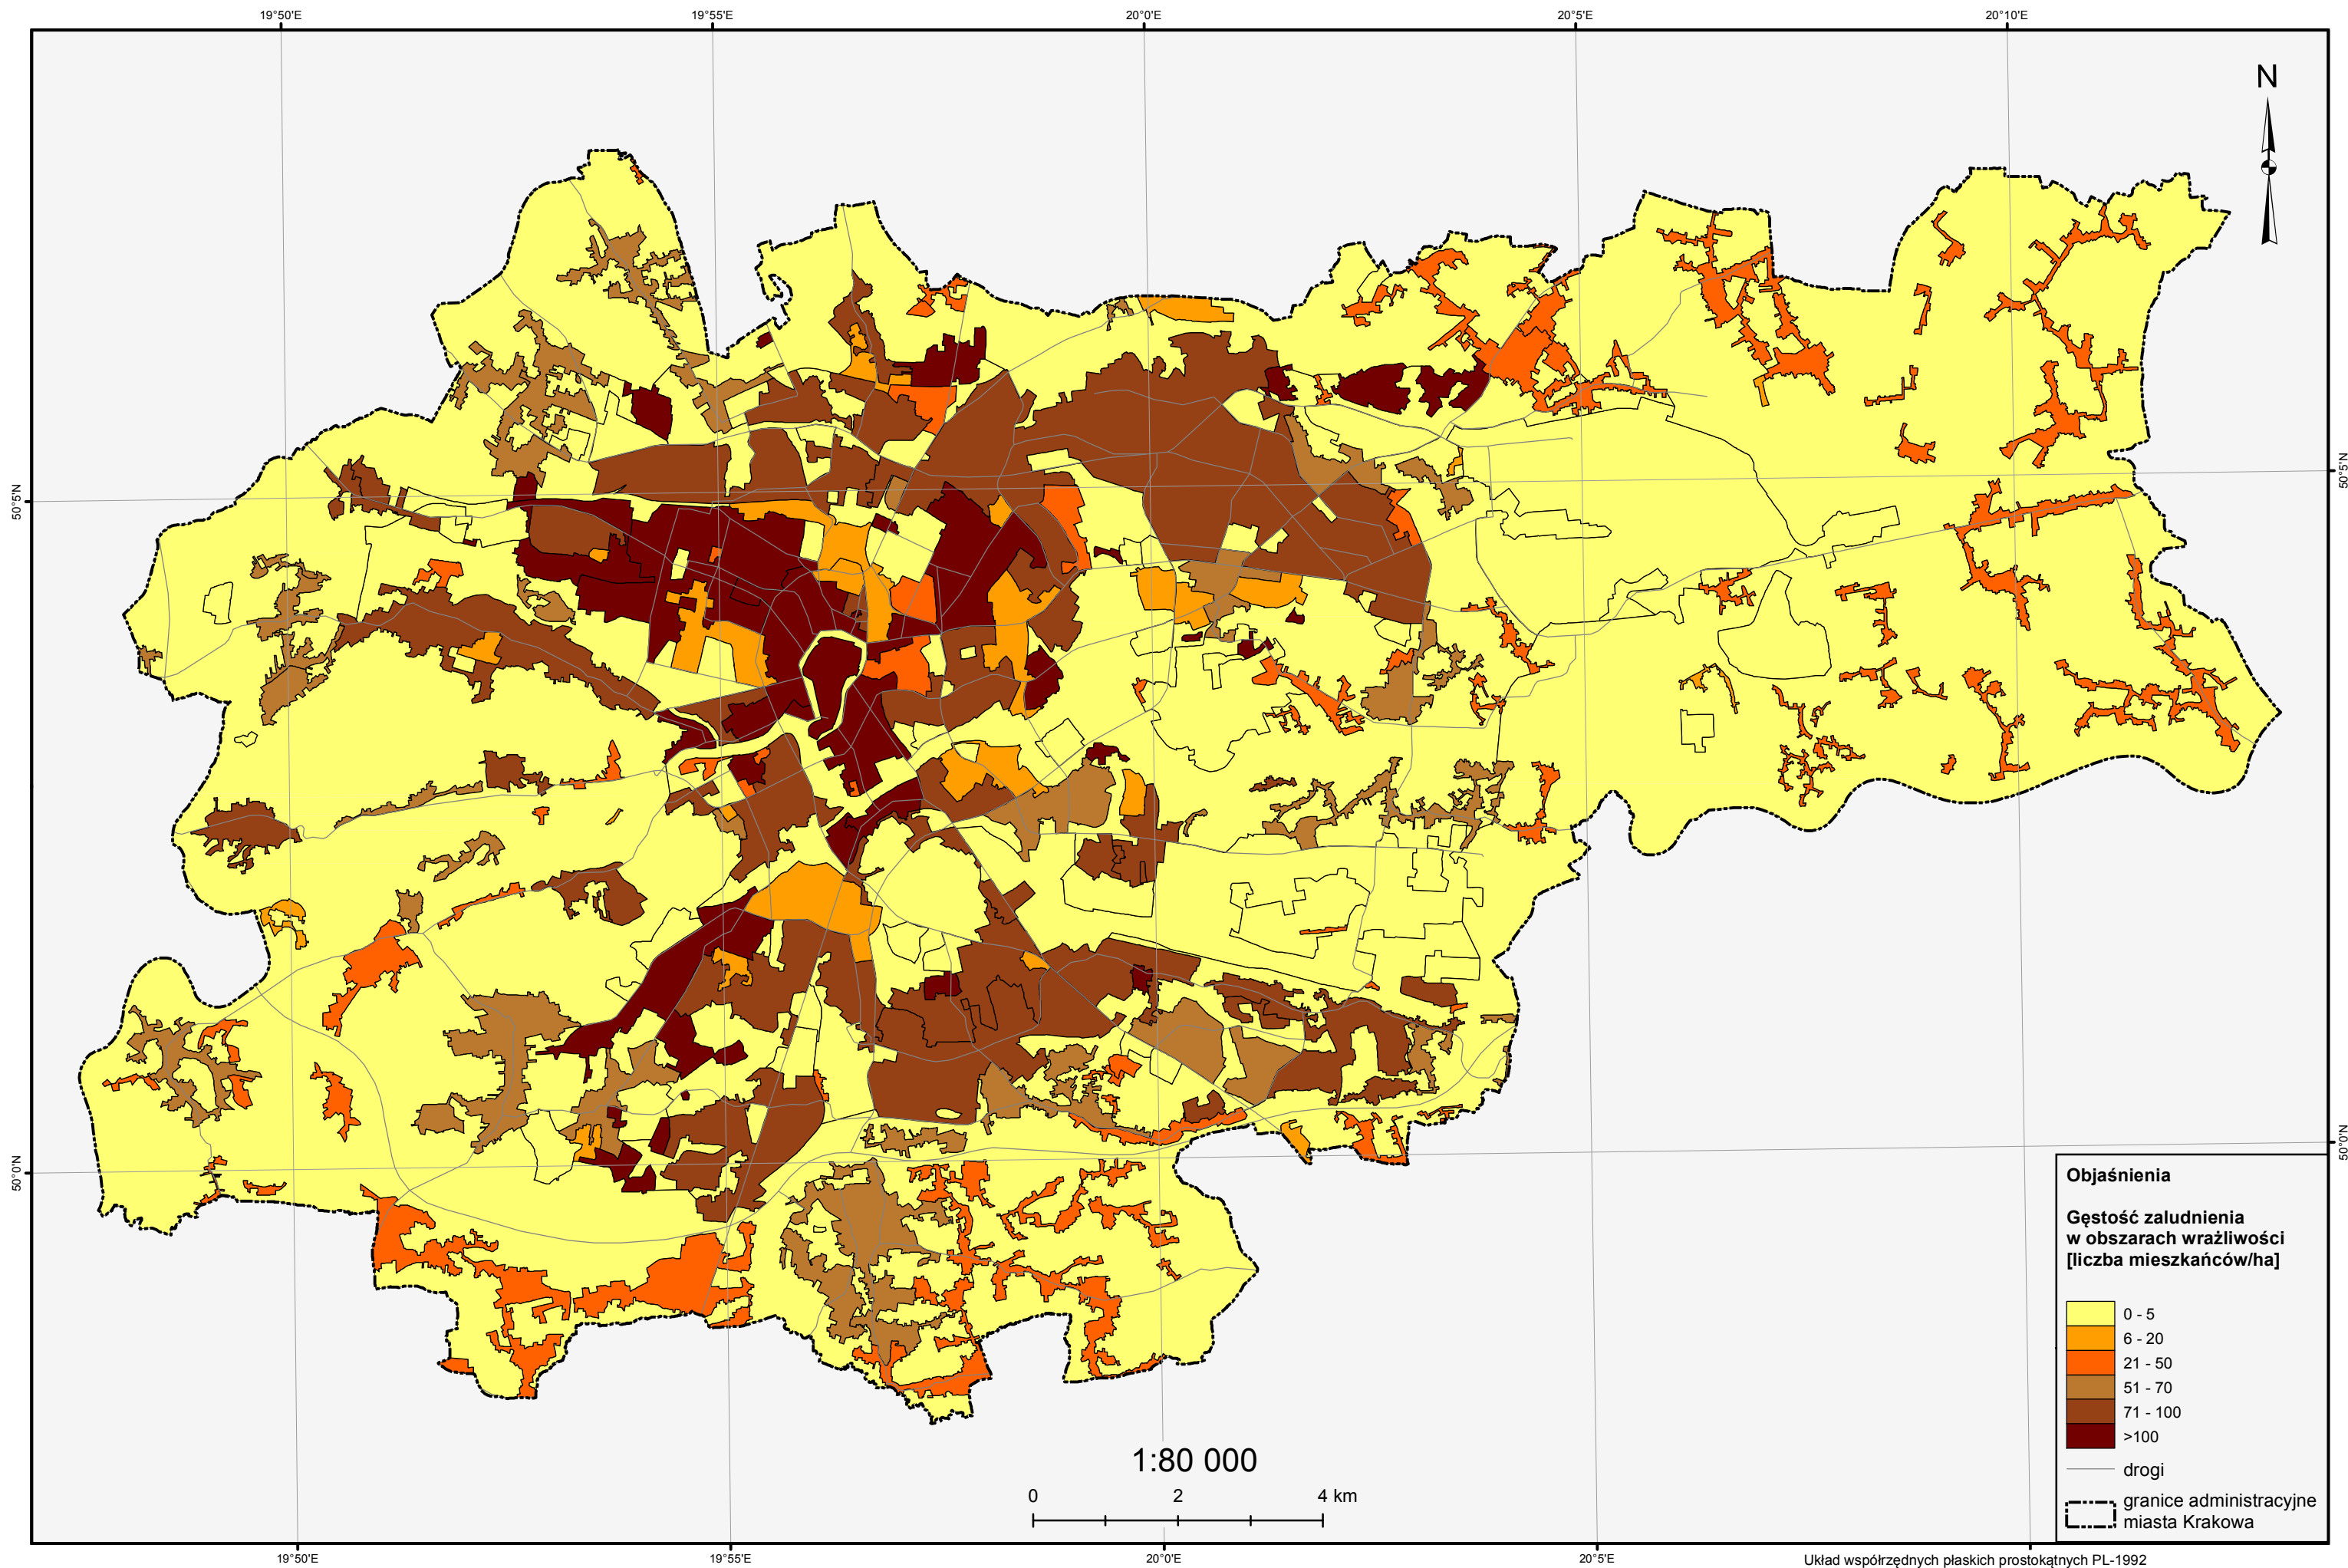 19°50'E
19°55'E
20°0'E
20°5'E
20°10'E
N
50°5'N
50°5'N
50°0'N
50°0'N
Objaśnienia
Gęstość zaludnienia
w obszarach wrażliwości
[liczba mieszkańców/ha]
0 - 5
6 - 20
21 - 50
51 - 70
71 - 100
>100
drogi
granice administracyjne
miasta Krakowa
1:80 000
0 2 4 km
19°50'E
19°55'E
20°0'E
20°5'E
Układ współrzędnych płaskich prostokątnych PL-1992